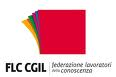 FLC CGIL
federazione lavoratori
della conoscenza